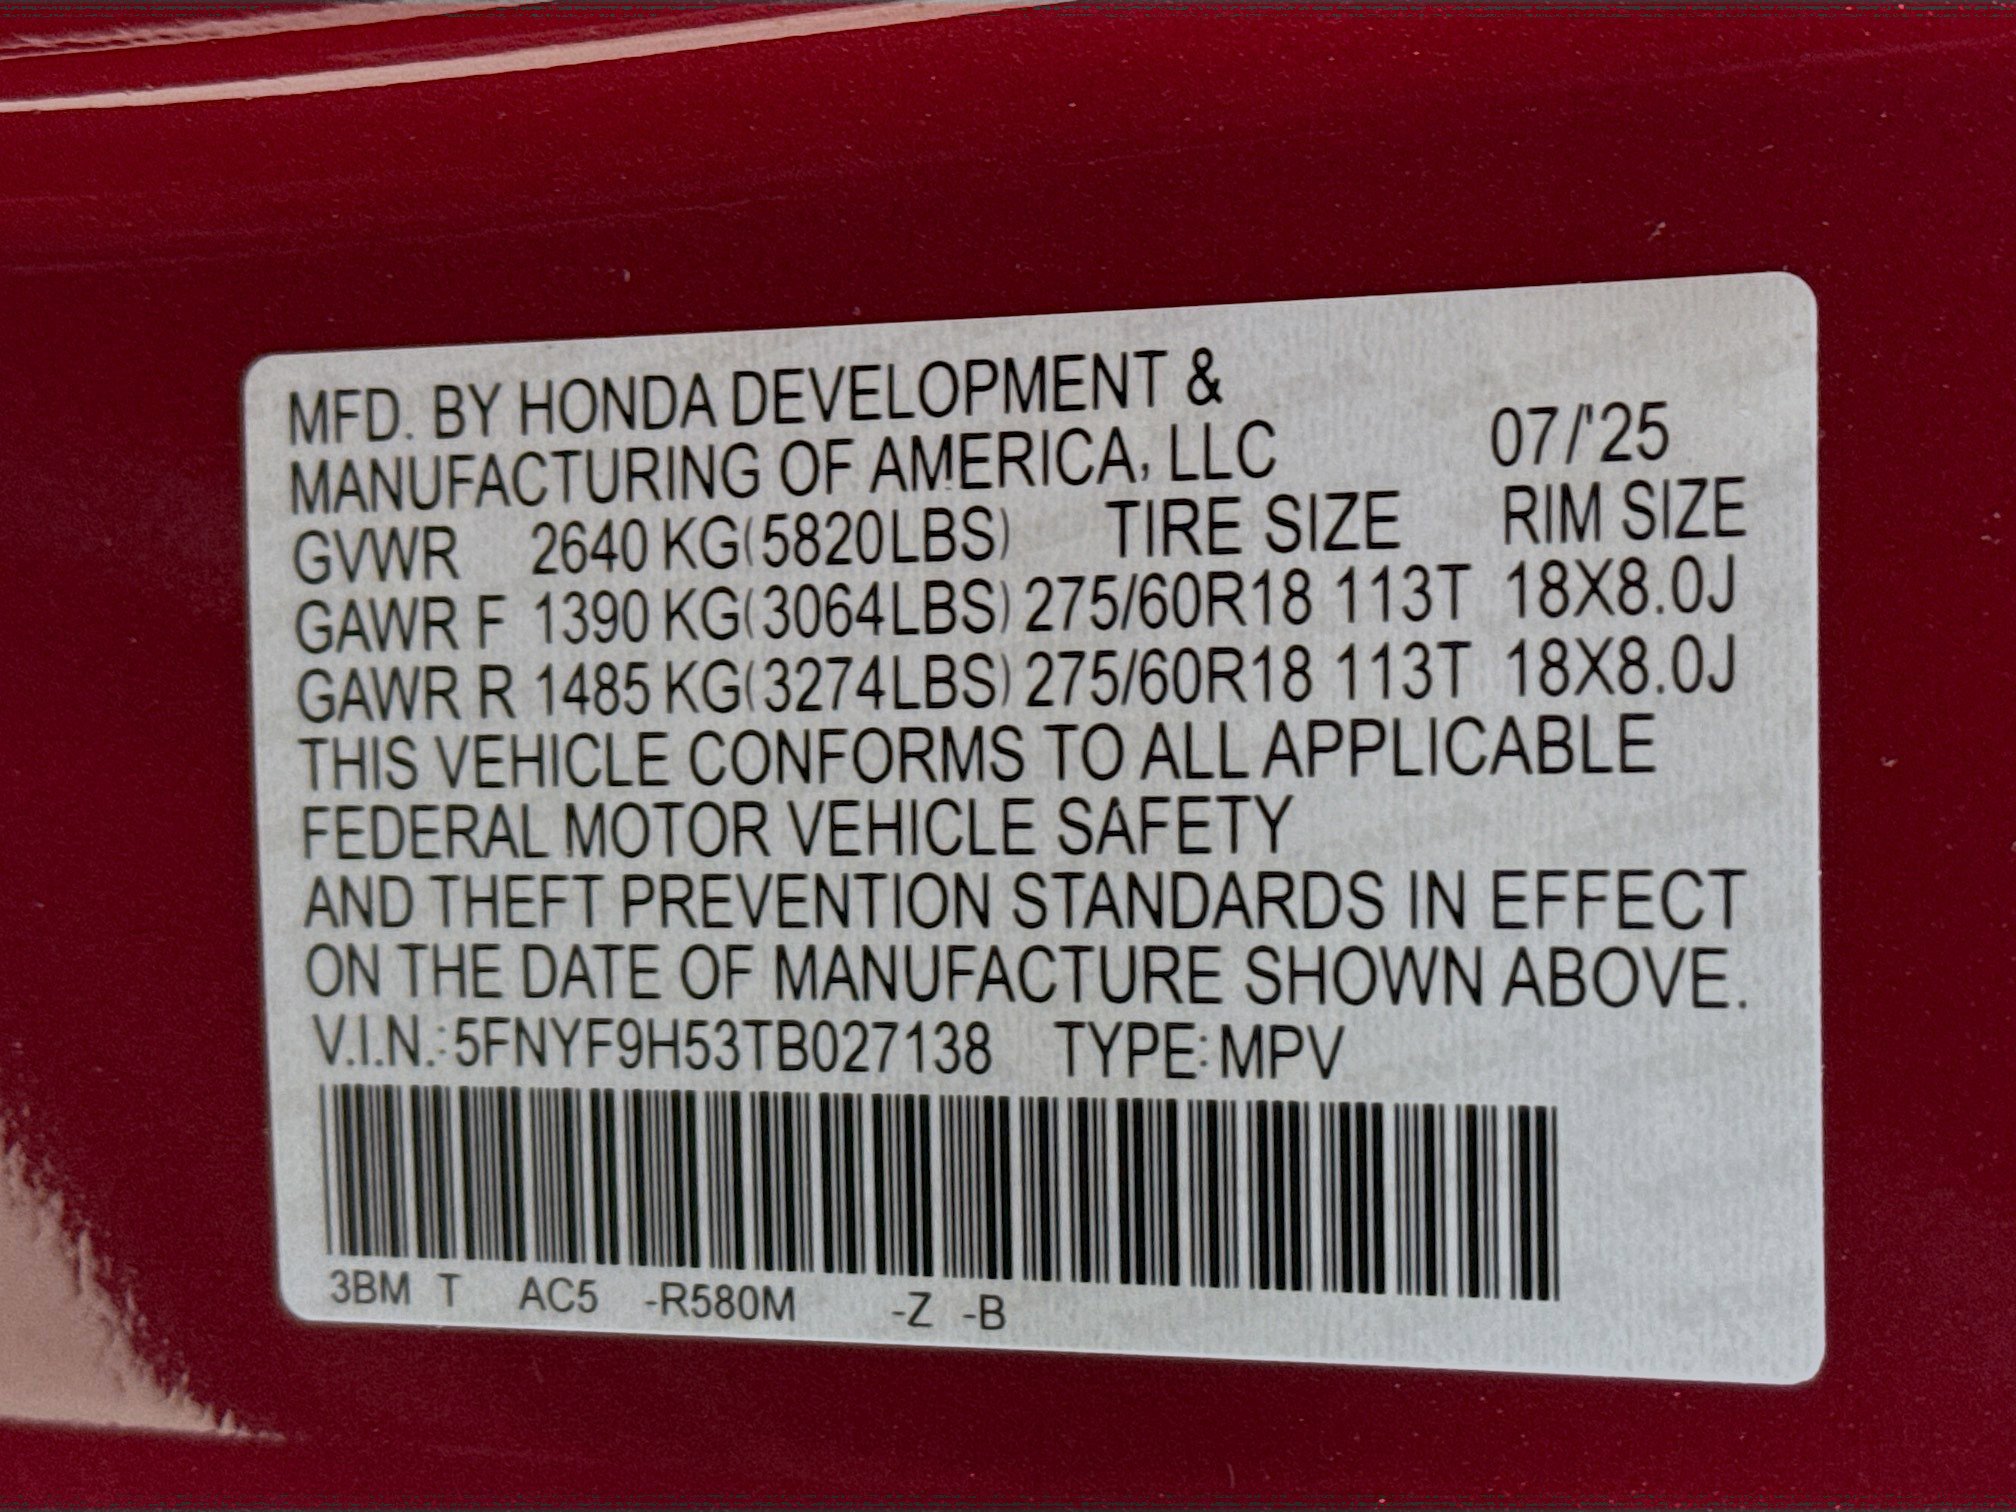 MFD. BY HONDA DEVELOPMENT &
MANUFACTURING OF AMERICA, LLC 07/'25
GVWR 2640 KG(5820LBS) TIRE SIZE RIM SIZE
GAWR F 1390 KG(3064LBS) 275/60R18 113T 18X8.0J
GAWR R 1485 KG(3274LBS) 275/60R18 113T 18X8.0J
THIS VEHICLE CONFORMS TO ALL APPLICABLE
FEDERAL MOTOR VEHICLE SAFETY
AND THEFT PREVENTION STANDARDS IN EFFECT
ON THE DATE OF MANUFACTURE SHOWN ABOVE.
V.I.N.:5FNYF9H53TB027138 TYPE:MPV
3BM T AC5 -R580M -Z -B